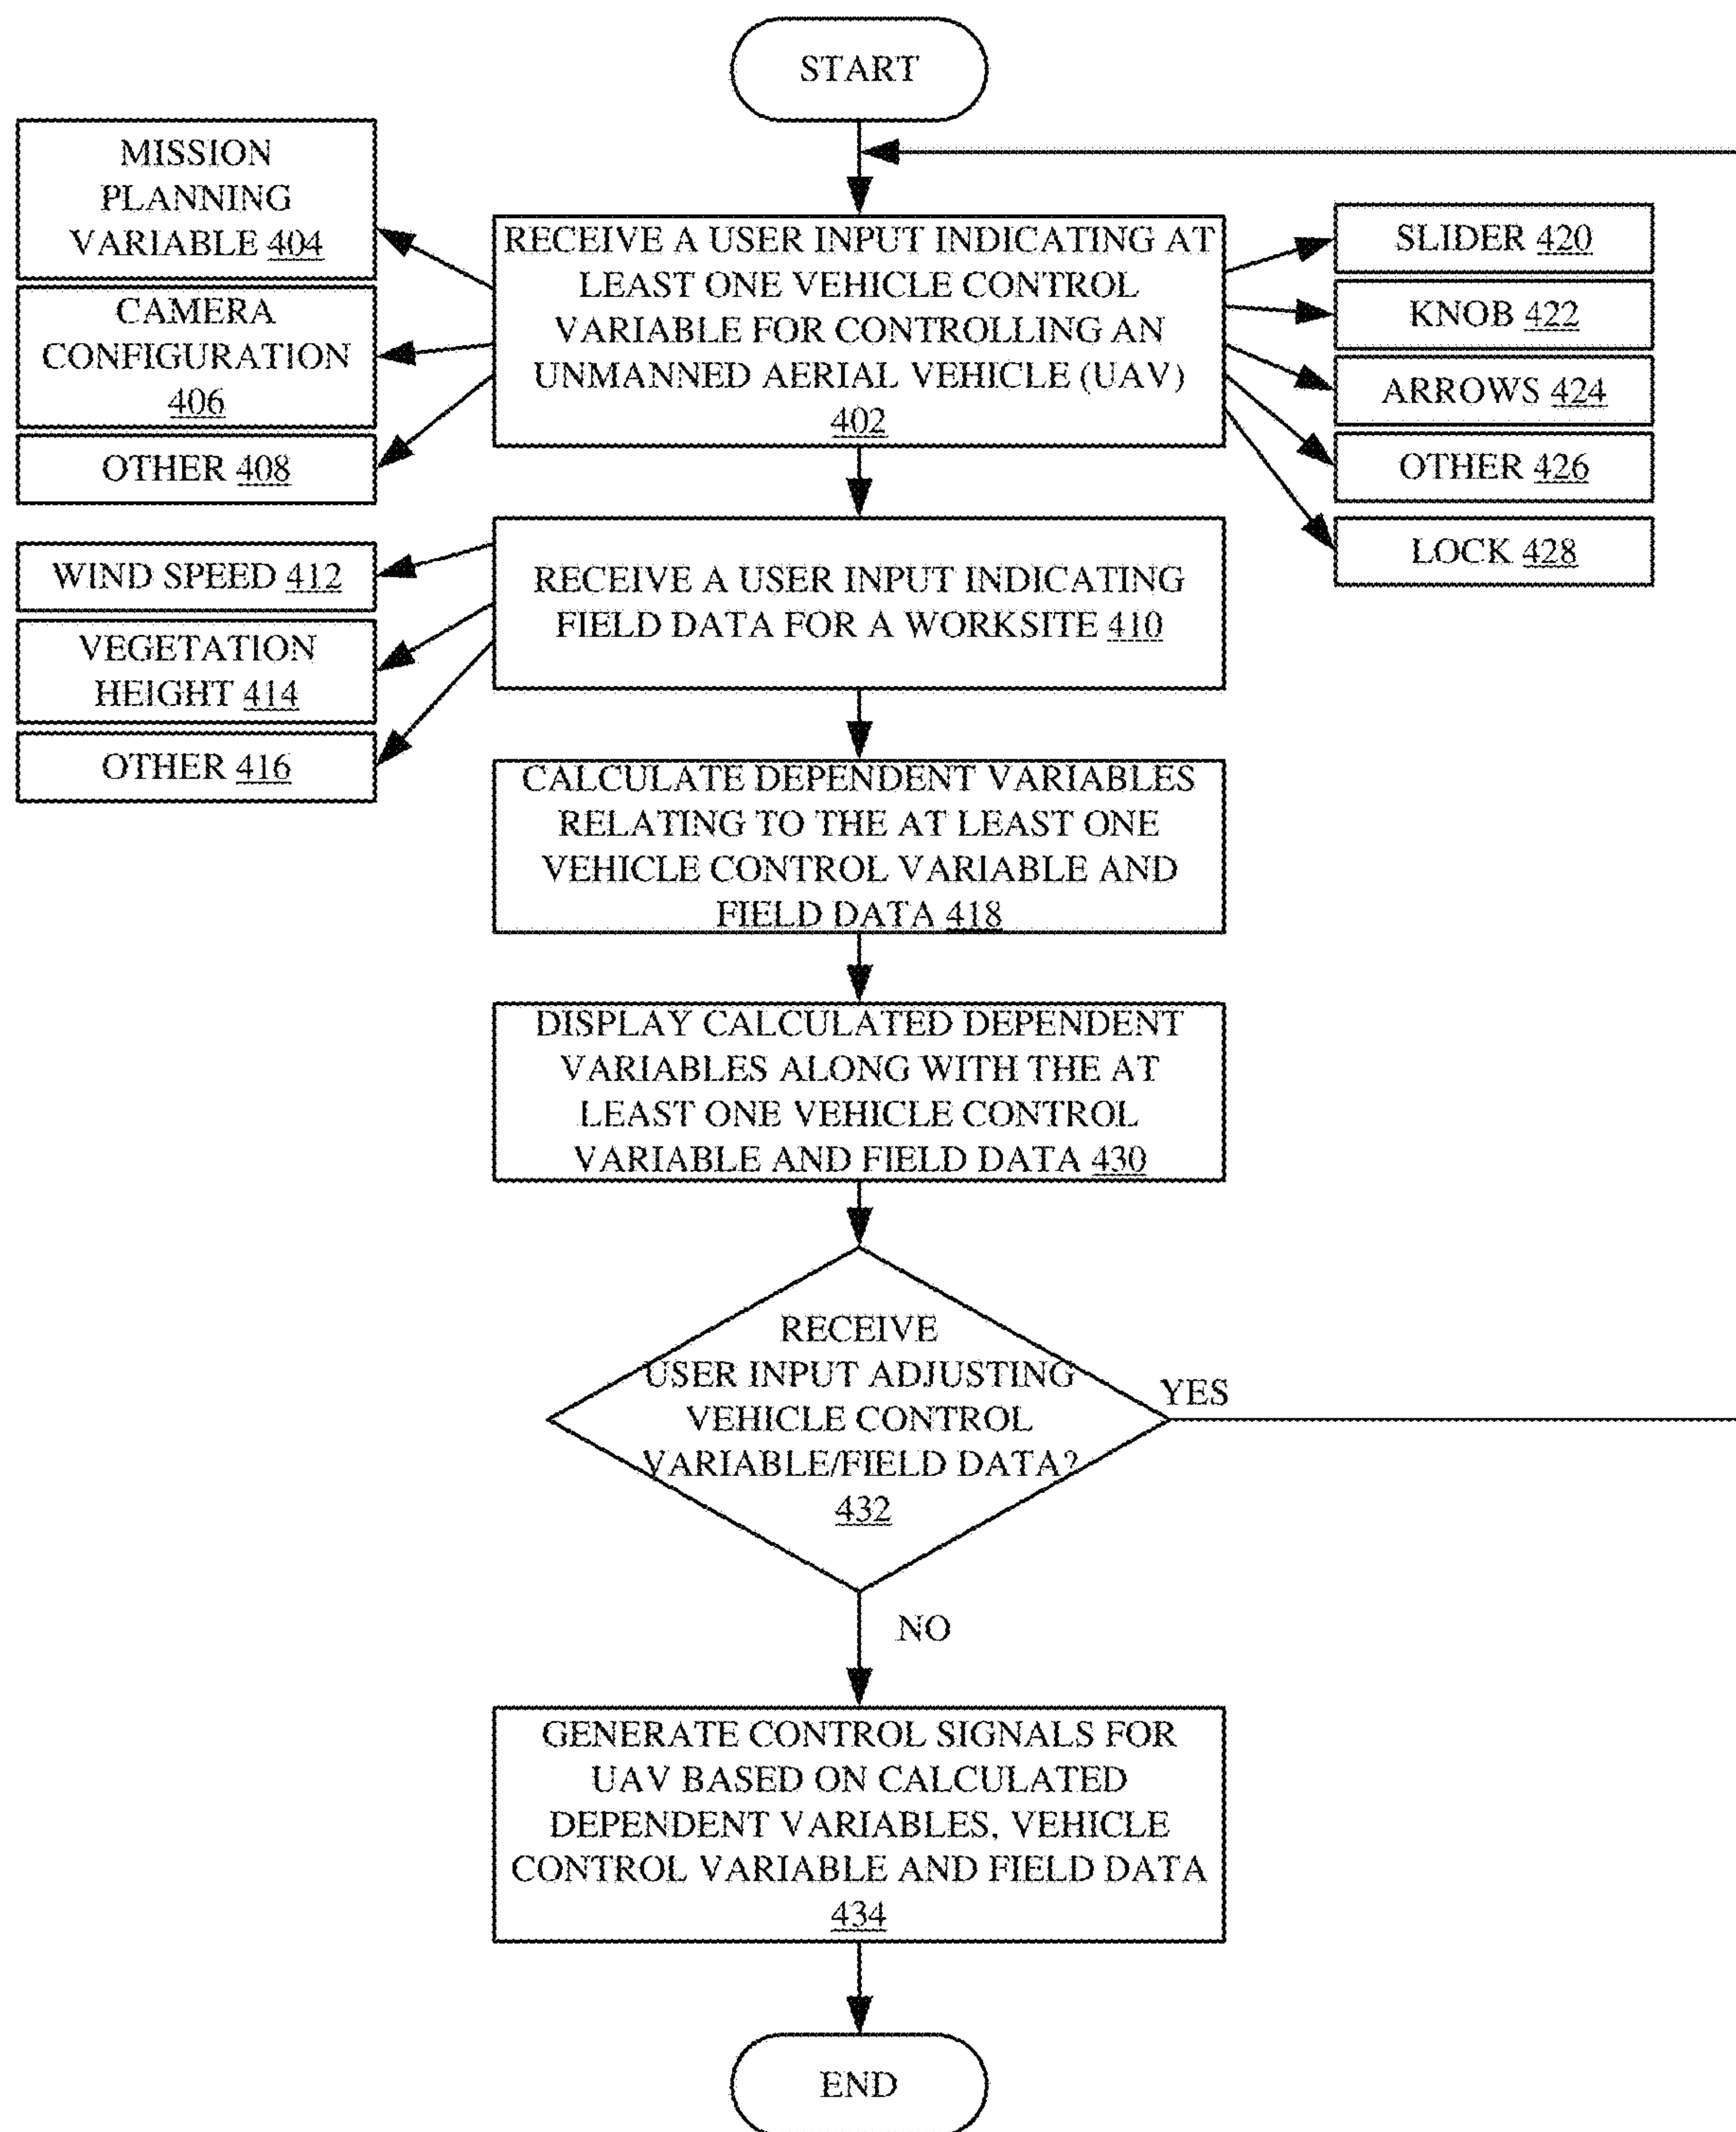 START
MISSION
PLANNING
VARIABLE 404
CAMERA
CONFIGURATION
406
OTHER 408
RECEIVE A USER INPUT INDICATING AT
LEAST ONE VEHICLE CONTROL
VARIABLE FOR CONTROLLING AN
UNMANNED AERIAL VEHICLE (UAV)
402
SLIDER 420
KNOB 422
ARROWS 424
OTHER 426
LOCK 428
WIND SPEED 412
VEGETATION
HEIGHT 414
OTHER 416
RECEIVE A USER INPUT INDICATING
FIELD DATA FOR A WORKSITE 410
CALCULATE DEPENDENT VARIABLES
RELATING TO THE AT LEAST ONE
VEHICLE CONTROL VARIABLE AND
FIELD DATA 418
DISPLAY CALCULATED DEPENDENT
VARIABLES ALONG WITH THE AT
LEAST ONE VEHICLE CONTROL
VARIABLE AND FIELD DATA 430
RECEIVE
USER INPUT ADJUSTING
VEHICLE CONTROL
VARIABLE/FIELD DATA?
432
YES
NO
GENERATE CONTROL SIGNALS FOR
UAV BASED ON CALCULATED
DEPENDENT VARIABLES, VEHICLE
CONTROL VARIABLE AND FIELD DATA
434
END